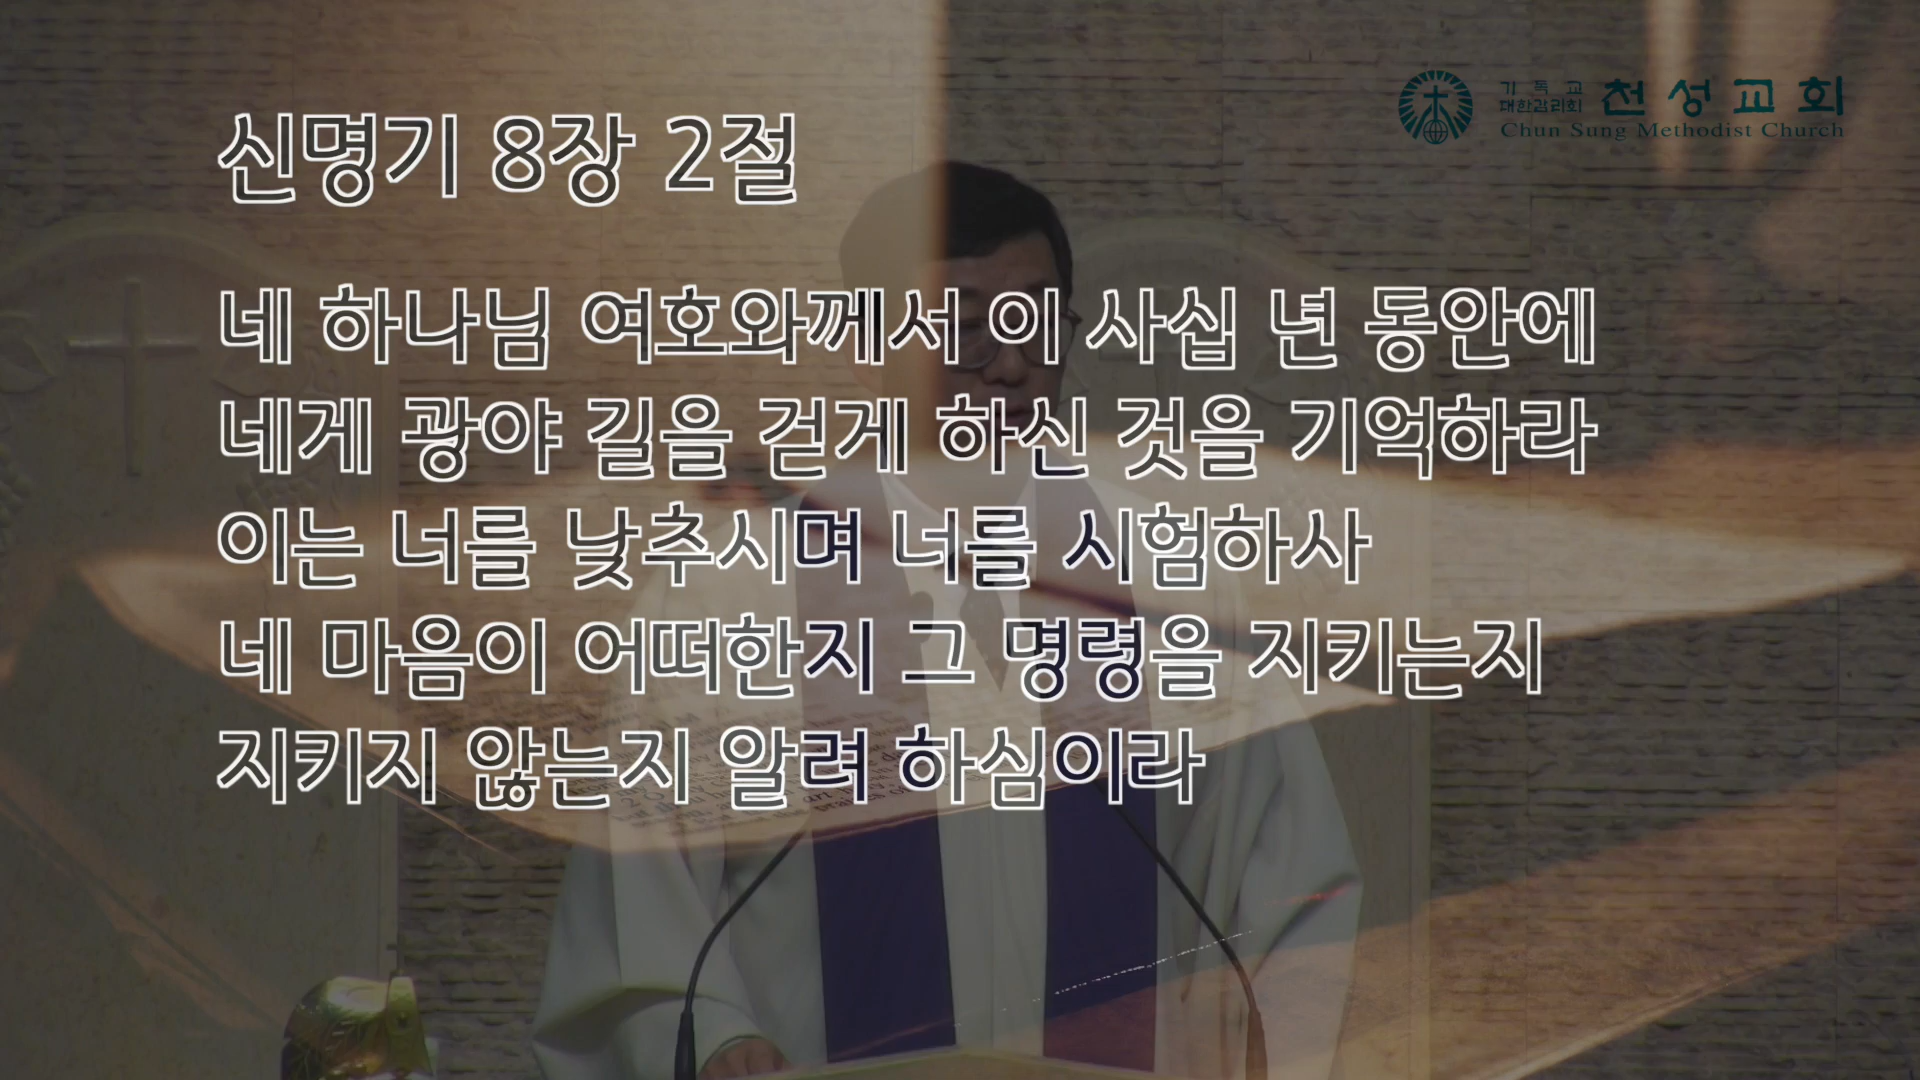 기독교
대한감리회
천성교회
Chun Sung Methodist Church
신명기 8장 2절
네 하나님 여호와께서 이 사십 년 동안에
네게 광야 길을 걷게 하신 것을 기억하라
이는 너를 낮추시며 너를 시험하사
네 마음이 어떠한지 그 명령을 지키는지
지키지 않는지 알려 하심이라